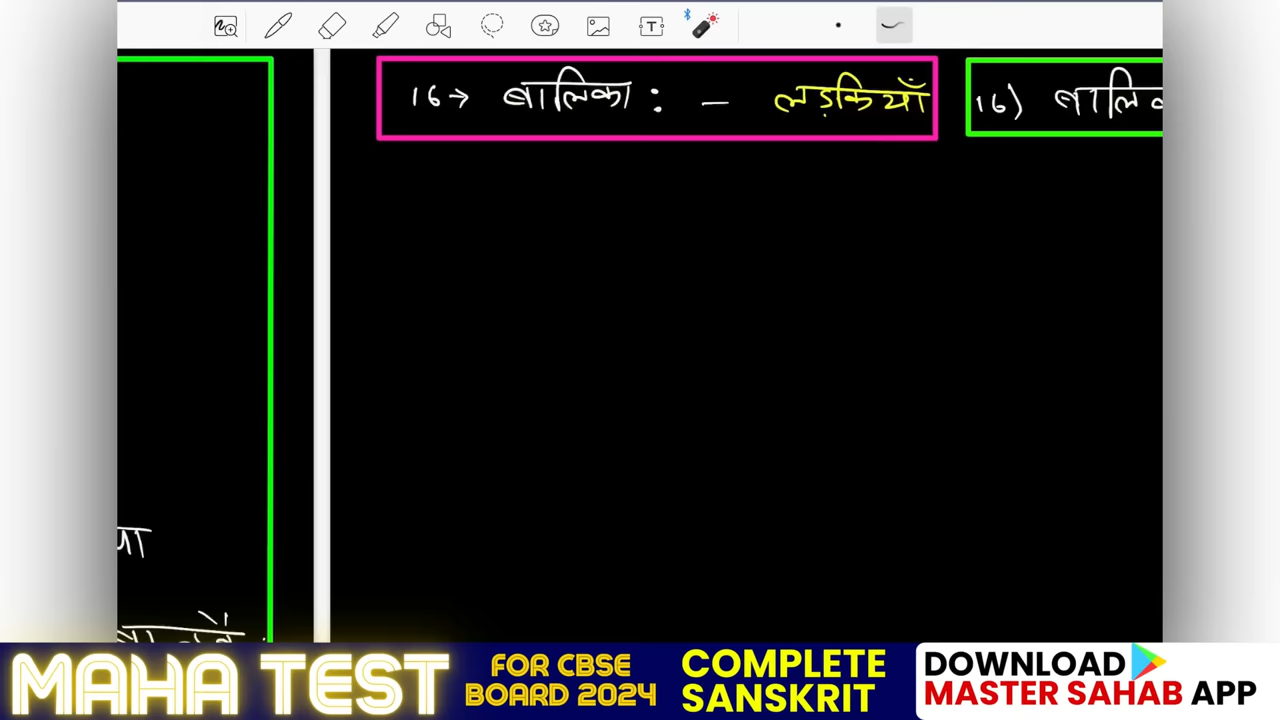 16→ बालिका: – लड़कियाँ
16) बालिक
या
MAHA TEST
FOR CBSE
BOARD 2024
COMPLETE
SANSKRIT
DOWNLOAD
MASTER SAHAB APP